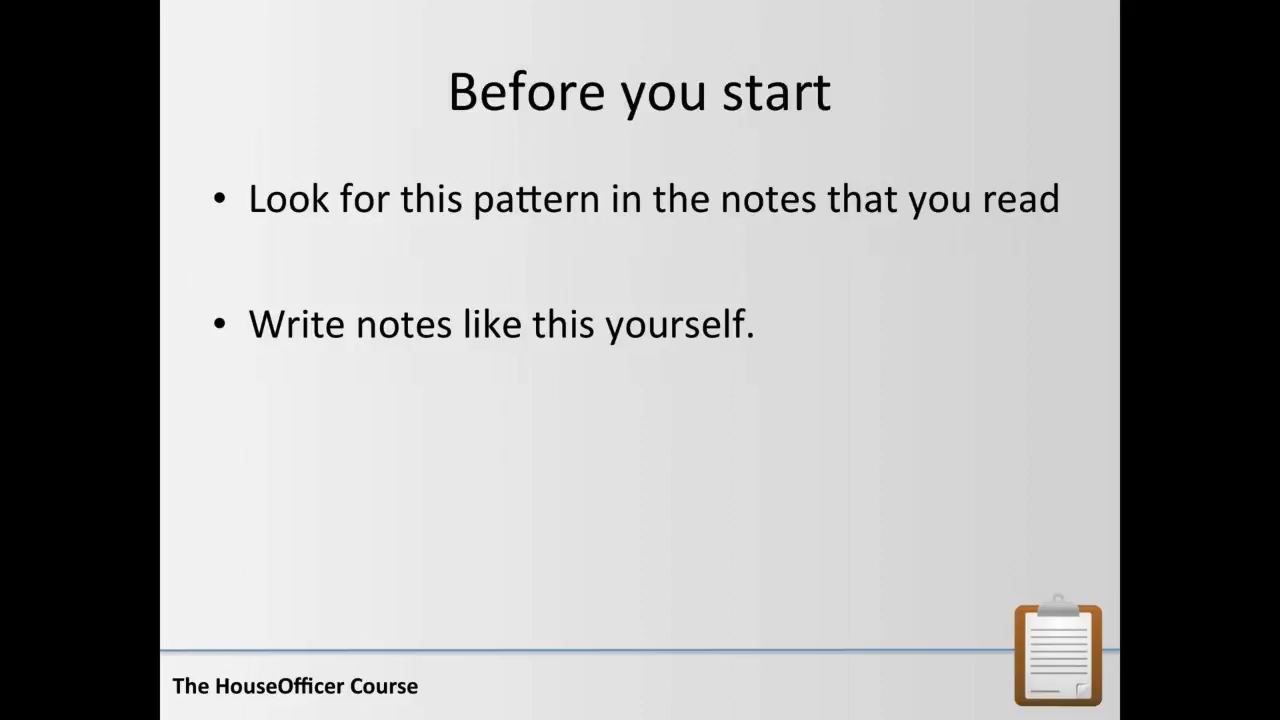 Before you start
• Look for this pattern in the notes that you read
• Write notes like this yourself.
The HouseOfficer Course